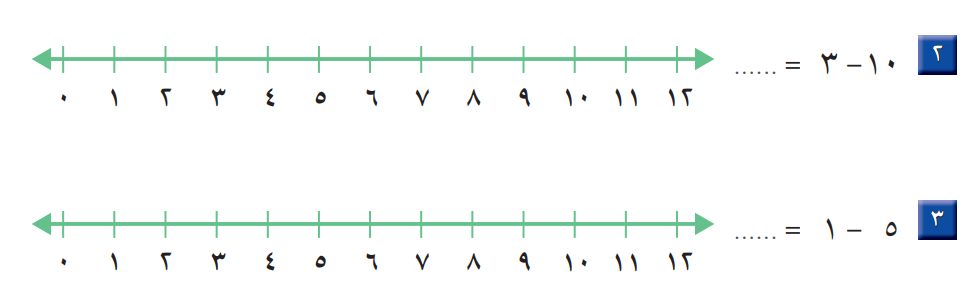 ٢ ١٠ – ٣ = ......
٠ ١ ٢ ٣ ٤ ٥ ٦ ٧ ٨ ٩ ١٠ ١١ ١٢
٣ ٥ – ١ = ......
٠ ١ ٢ ٣ ٤ ٥ ٦ ٧ ٨ ٩ ١٠ ١١ ١٢